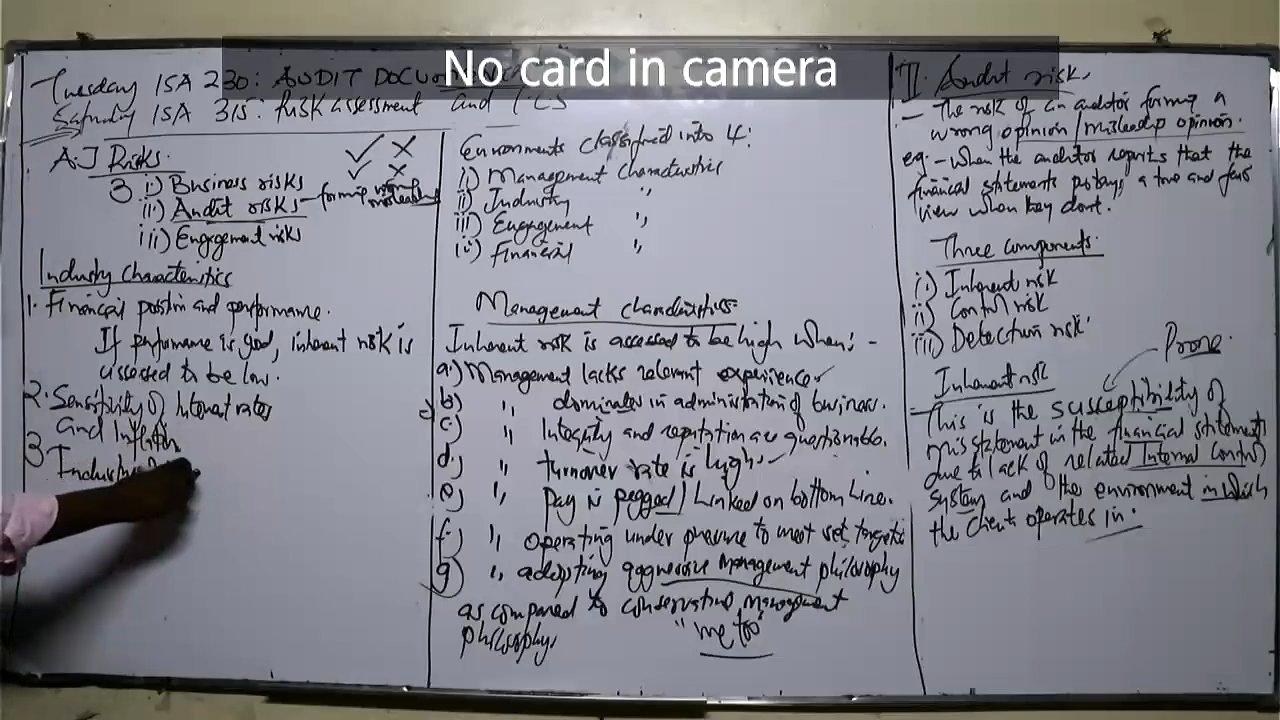 No card in camera
Tuesday ISA 230: AUDIT
Saturday ISA 315: RISK ASSESSMENT and
A.] Risks.
3 i) Business risks
ii) Audit risks - forming misleading
iii) Engagement risks
Industry Characteristics
1. Financial position and performance.
If performance is good, inherent risk is
assessed to be low.
2. Sensitivity of Interest rates
and Inflation
3
Environments classified into 4:
i) Management Characteristics
ii) Industry "
iii) Engagement "
iv) Financial "
Management characteristics
Inherent risk is assessed to be high when: -
a.) Management lacks relevant experience
b) " dominates in administration of business.
c) " Integrity and reputation are questionable.
d.) " turnover rate is high
e) " pay is pegged / Linked on bottom line.
f.) " operating under pressure to meet set targets
g) " adopting aggressive management philosophy
as compared to conservative management
philosophy.
"me too"
II. Audit risk.
- The risk of an auditor forming a
wrong opinion / misleading opinion.
eg. - When the auditor reports that the
financial statements portray a true and fair
view when they dont.
Three components.
(i) Inherent risk
ii) Control risk
iii) Detection risk.
Prone.
Inherent risk
- This is the susceptibility of
misstatement in the financial statements
due to lack of related Internal Control
system and the environment in which
the client operates in.